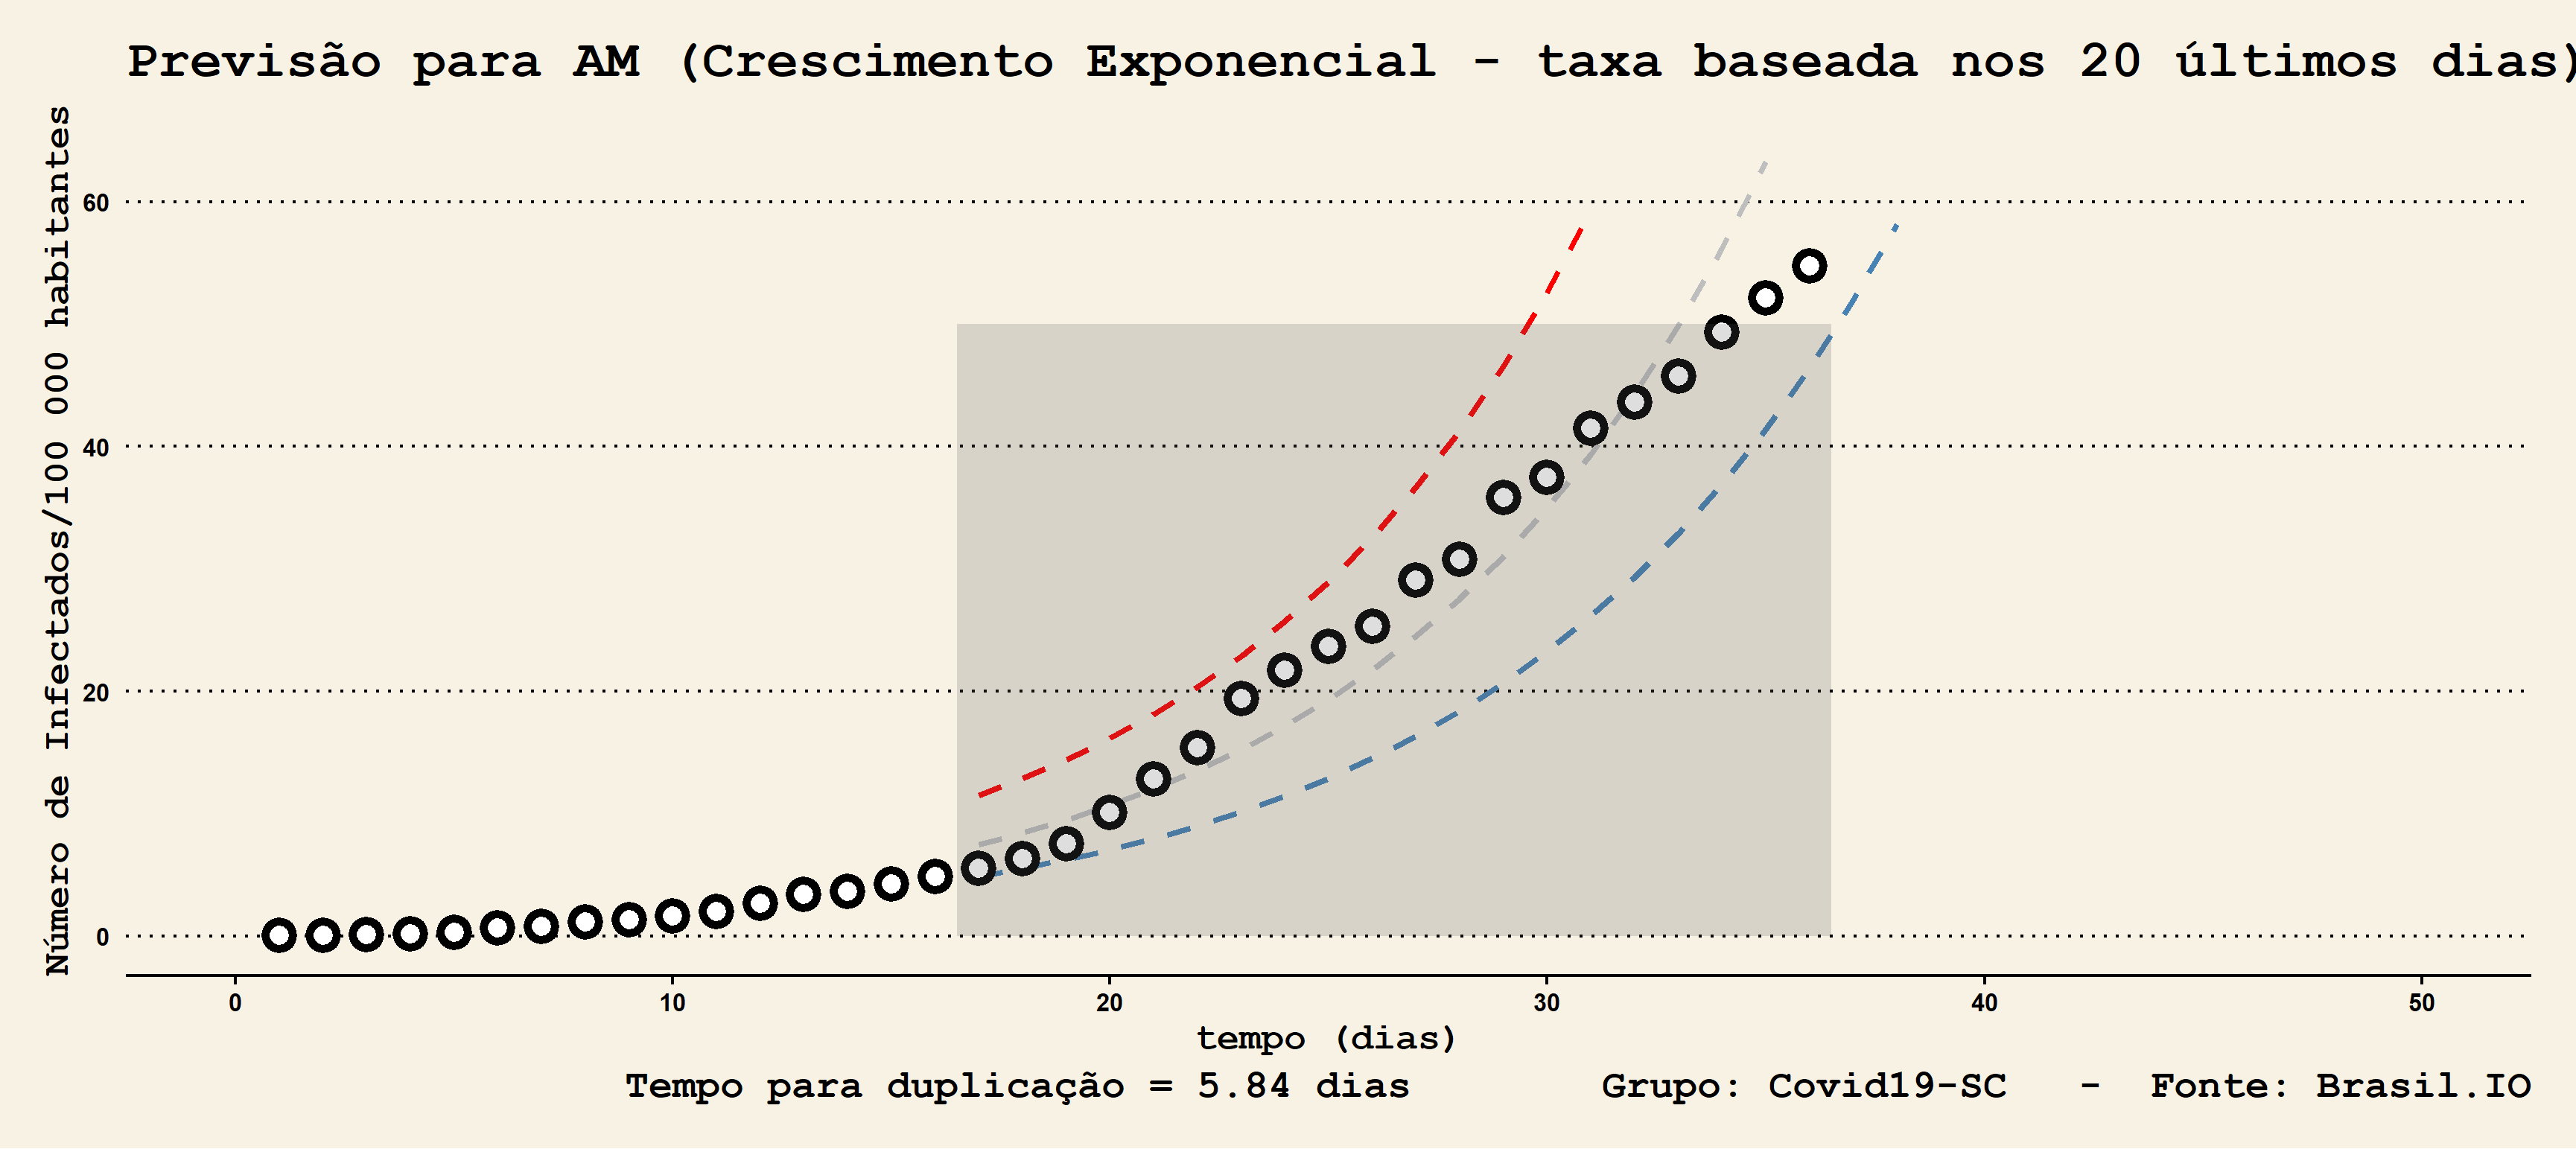 Previsão para AM (Crescimento Exponencial - taxa baseada nos 20 últimos dias)
Número de Infectados/100 000 habitantes
60
40
20
0
0 10 20 30 40 50
tempo (dias)
Tempo para duplicação = 5.84 dias Grupo: Covid19-SC - Fonte: Brasil.IO